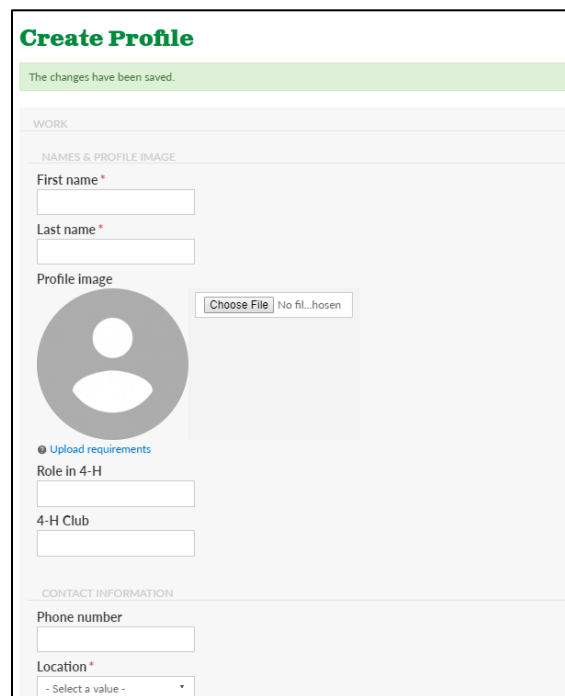 Create Profile
The changes have been saved.
WORK
NAMES & PROFILE IMAGE
First name *
Last name *
Profile image
Choose File No fil...hosen
? Upload requirements
Role in 4-H
4-H Club
CONTACT INFORMATION
Phone number
Location *
- Select a value -